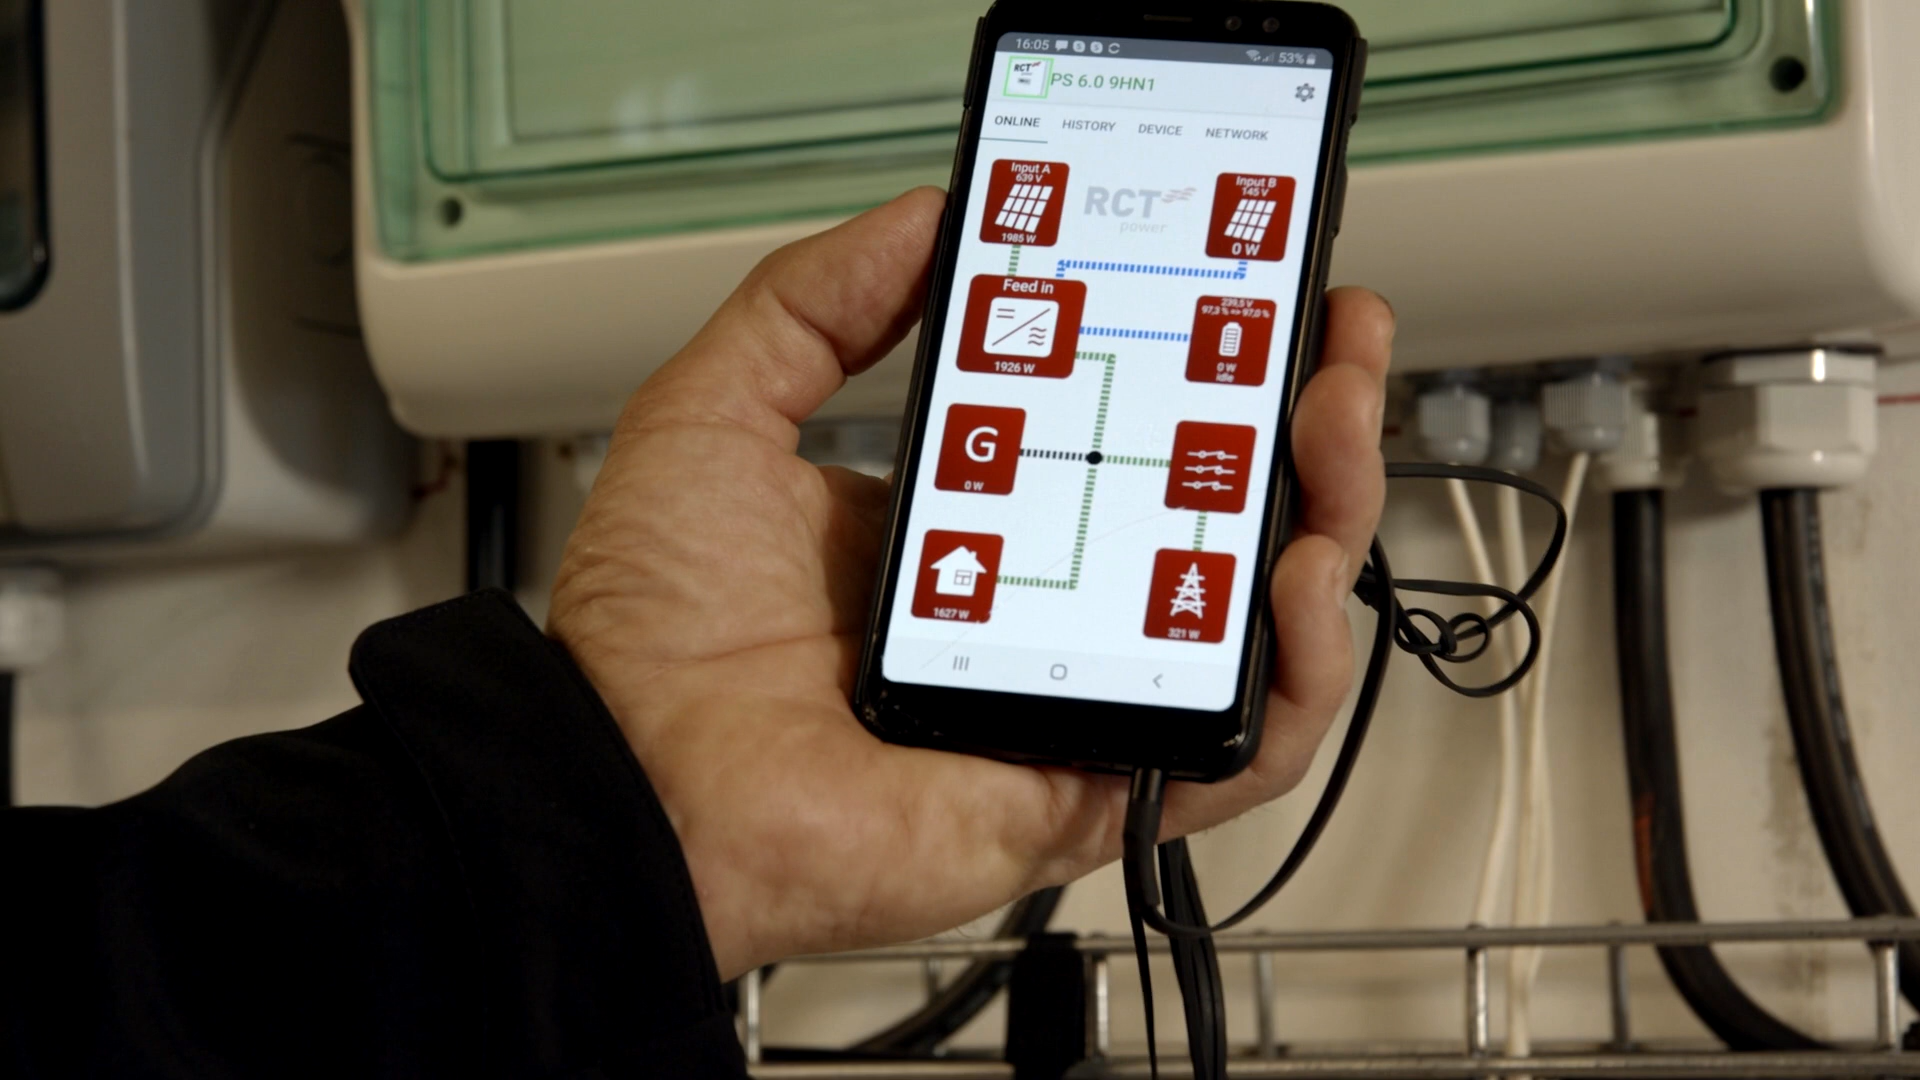 16:05
53%
RCT
PS 6.0 9HN1
ONLINE HISTORY DEVICE NETWORK
Input A
639 V
1985 W
RCT
power
Input B
145 V
0 W
Feed in
1926 W
239,5 V
97,3 % => 97,0 %
0 W
Idle
G
0 W
1627 W
321 W